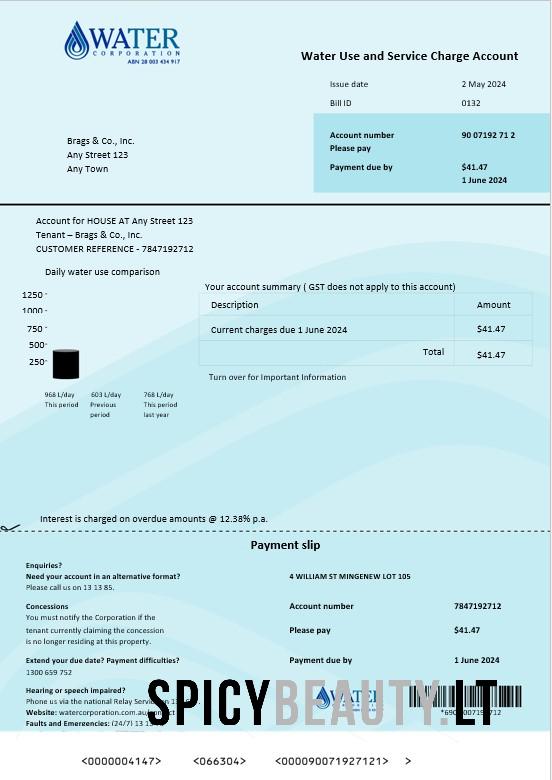 WATER
CORPORATION
ABN 28 003 434 917
Water Use and Service Charge Account
Issue date 2 May 2024
Bill ID 0132
Account number 90 07192 71 2
Please pay
Payment due by $41.47
1 June 2024
Brags & Co., Inc.
Any Street 123
Any Town
Account for HOUSE AT Any Street 123
Tenant – Brags & Co., Inc.
CUSTOMER REFERENCE - 7847192712
Daily water use comparison
1250
1000
750
500
250
968 L/day 603 L/day 768 L/day
This period Previous This period
period last year
Your account summary ( GST does not apply to this account)
Description Amount
Current charges due 1 June 2024 $41.47
Total $41.47
Turn over for Important Information
Interest is charged on overdue amounts @ 12.38% p.a.
Payment slip
Enquiries?
Need your account in an alternative format?
Please call us on 13 13 85.
Concessions
You must notify the Corporation if the
tenant currently claiming the concession
is no longer residing at this property.
Extend your due date? Payment difficulties?
1300 659 752
Hearing or speech impaired?
Phone us via the national Relay Service on 13
Website: watercorporation.com.au
Faults and Emergencies: (24/7) 13 13
4 WILLIAM ST MINGENEW LOT 105
Account number 7847192712
Please pay $41.47
Payment due by 1 June 2024
SPICYBEAUTY.LT
<0000004147> <066304> <000090071927121> >